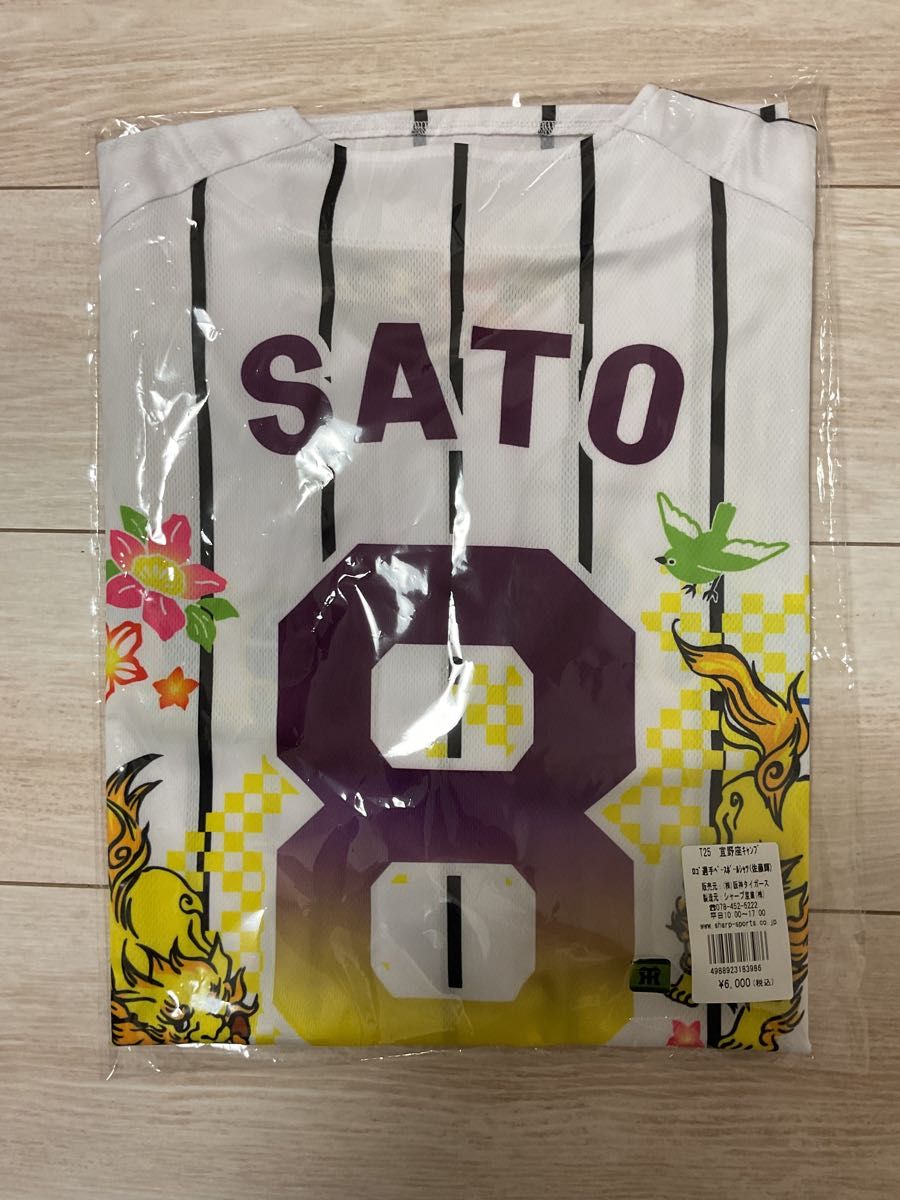 SATO
8
T25 宜野座キャンプ
ロゴ選手ベースボールシャツ(佐藤輝)
販売元:(株)阪神タイガース
製造元:シャープ産業(株)
☎078-452-5222
平日10:00〜17:00
www.sharp-sports.co.jp
4988923183986
¥6,000(税込)